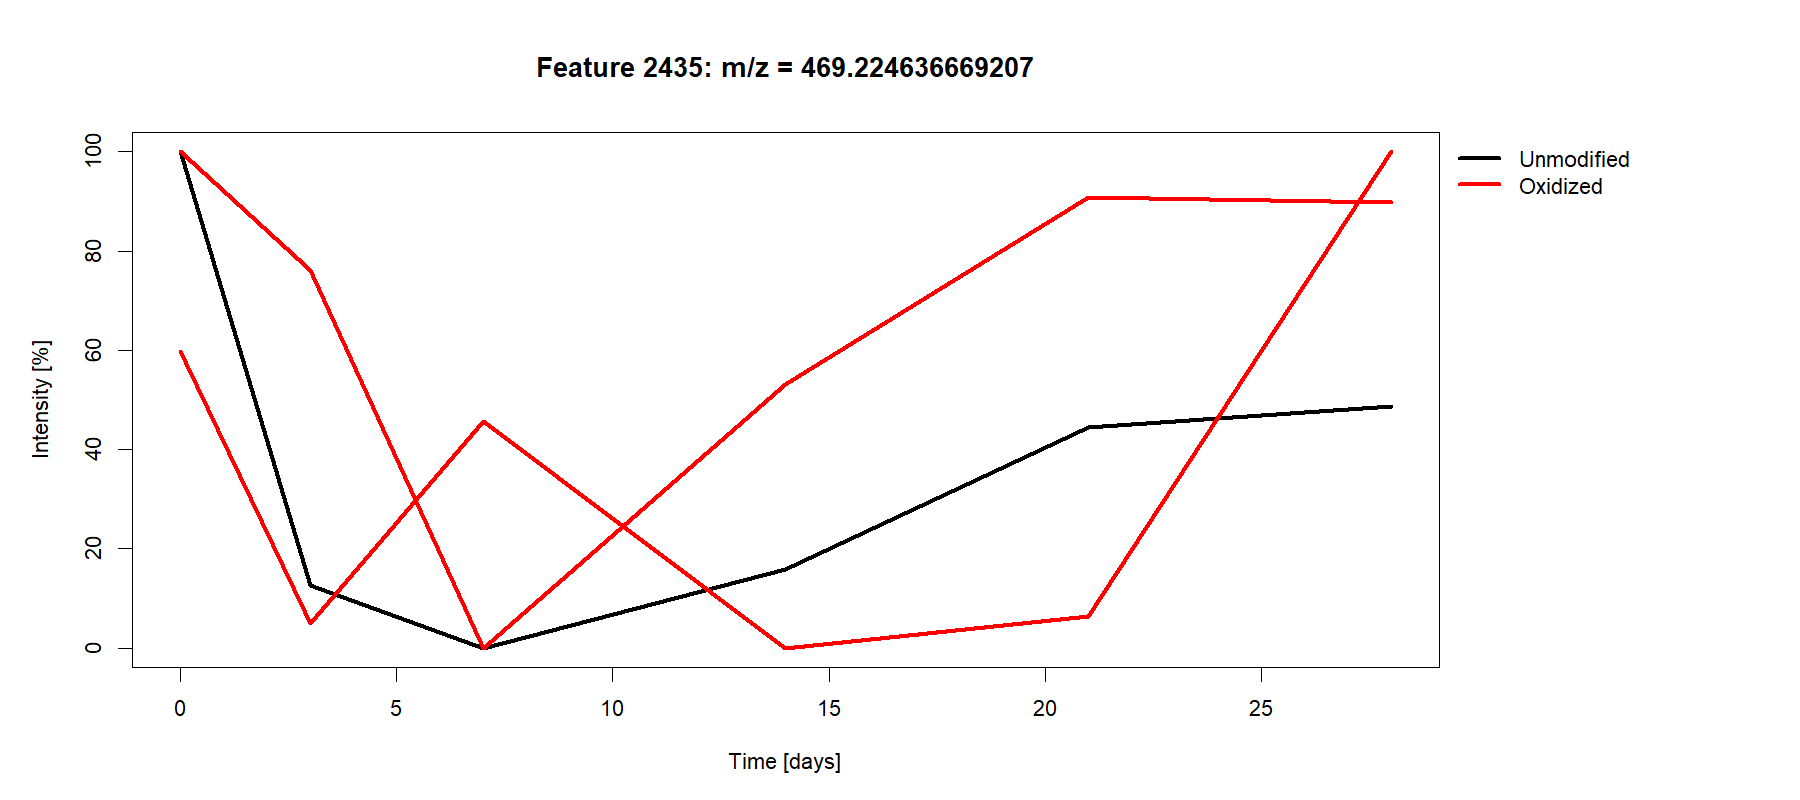 Feature 2435: m/z = 469.224636669207
Unmodified
Oxidized
100
80
60
40
20
0
Intensity [%]
0 5 10 15 20 25
Time [days]